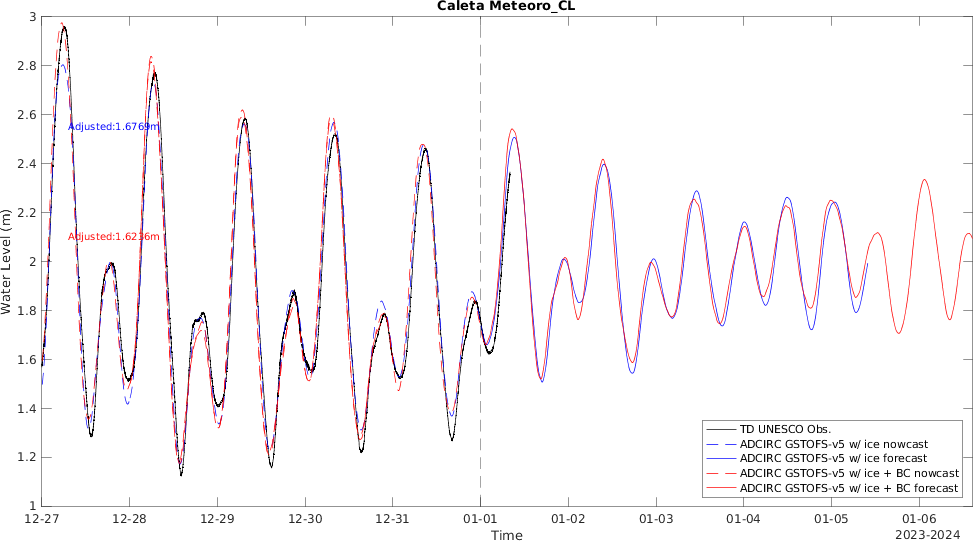 Caleta Meteoro_CL
3
2.8
2.6
2.4
2.2
2
1.8
1.6
1.4
1.2
1
Water Level (m)
Adjusted:1.6769m
Adjusted:1.6236m
TD UNESCO Obs.
ADCIRC GSTOFS-v5 w/ ice nowcast
ADCIRC GSTOFS-v5 w/ ice forecast
ADCIRC GSTOFS-v5 w/ ice + BC nowcast
ADCIRC GSTOFS-v5 w/ ice + BC forecast
12-27 12-28 12-29 12-30 12-31 01-01 01-02 01-03 01-04 01-05 01-06
Time
2023-2024